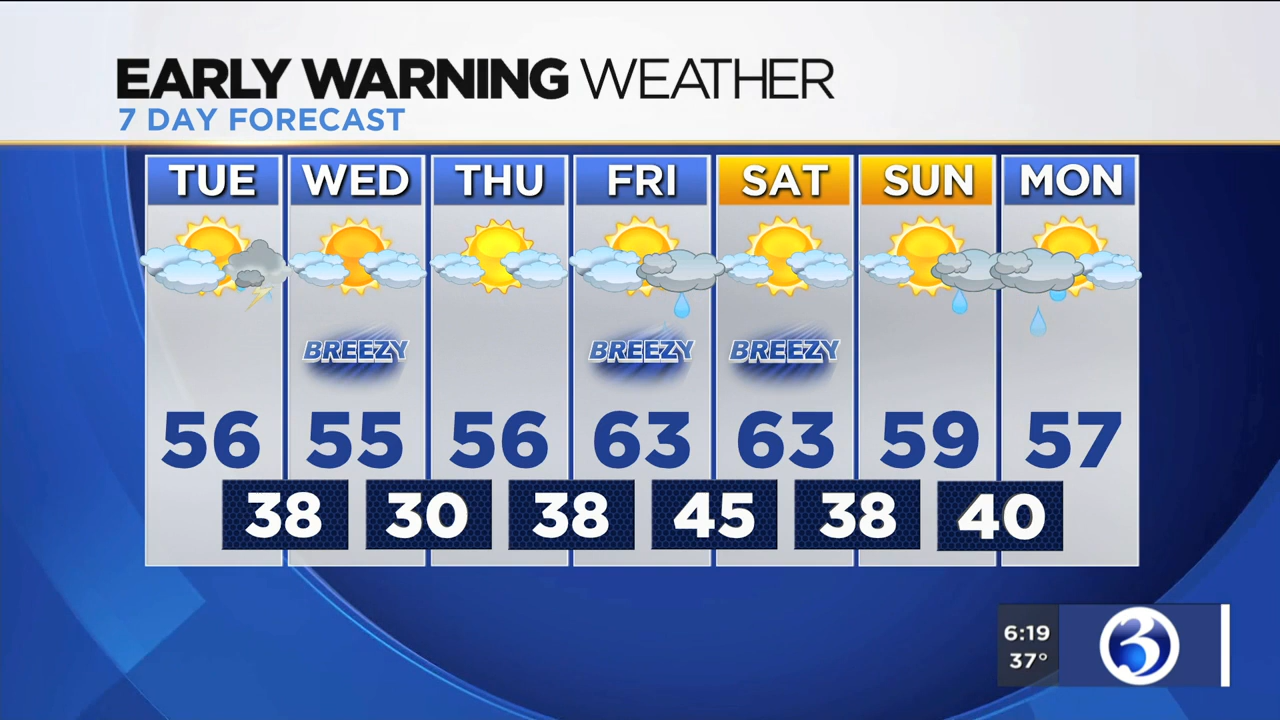 EARLY WARNING WEATHER
7 DAY FORECAST
TUE WED THU FRI SAT SUN MON
BREEZY BREEZY BREEZY
56 55 56 63 63 59 57
38 30 38 45 38 40
6:19
37°
3